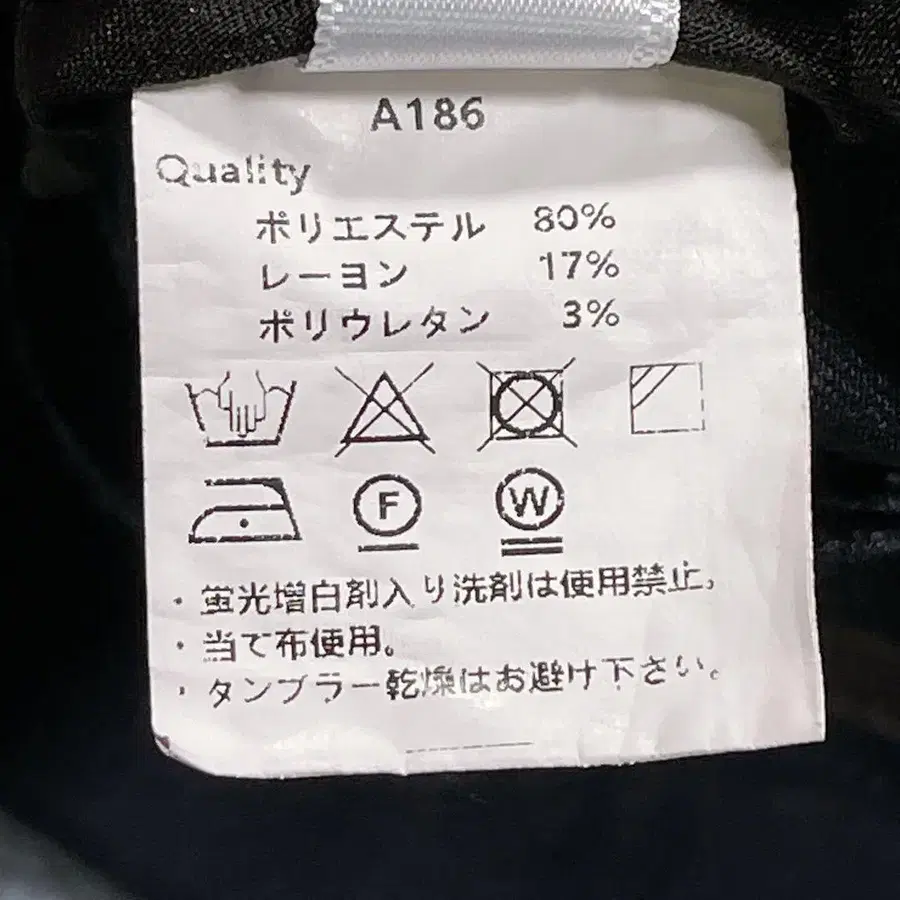 A186
Quality
ポリエステル 80%
レーヨン 17%
ポリウレタン 3%
F W
・蛍光増白剤入り洗剤は使用禁止。
・当て布使用。
・タンブラー乾燥はお避け下さい。